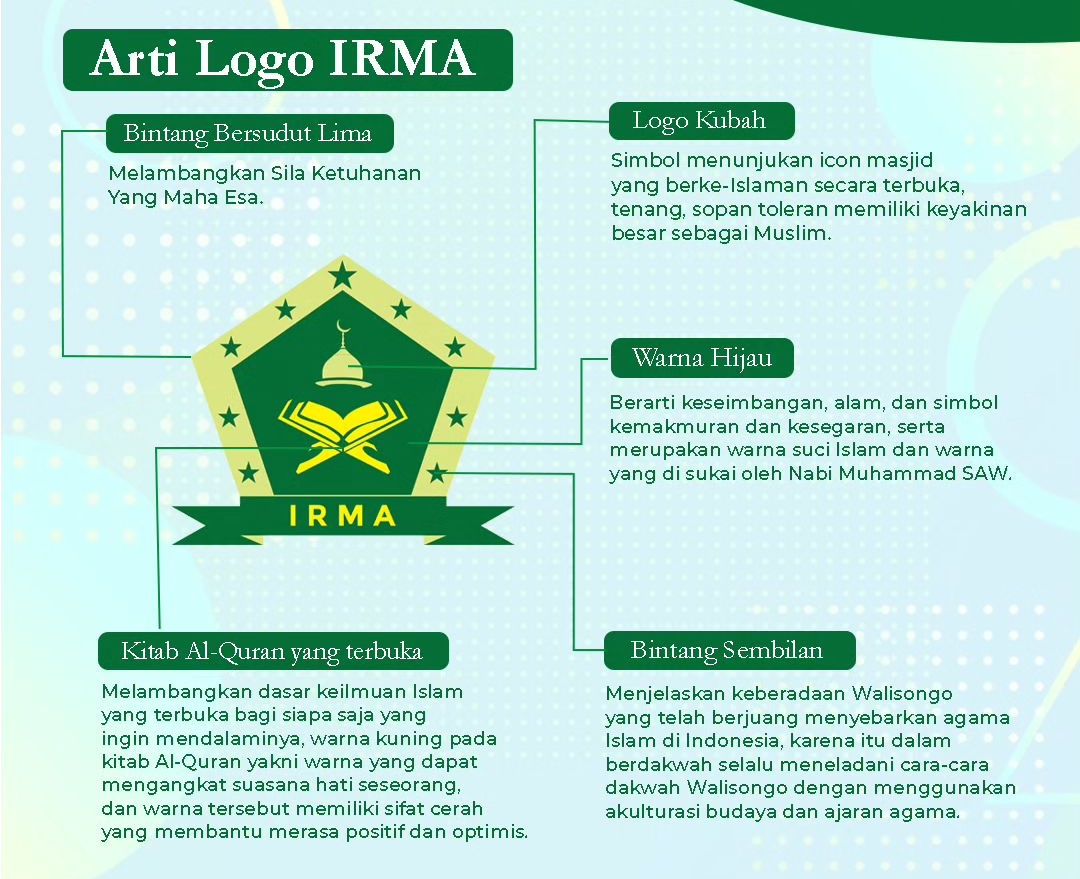 Arti Logo IRMA
Bintang Bersudut Lima
Melambangkan Sila Ketuhanan
Yang Maha Esa.
Logo Kubah
Simbol menunjukan icon masjid
yang berke-Islaman secara terbuka,
tenang, sopan toleran memiliki keyakinan
besar sebagai Muslim.
Warna Hijau
Berarti keseimbangan, alam, dan simbol
kemakmuran dan kesegaran, serta
merupakan warna suci Islam dan warna
yang di sukai oleh Nabi Muhammad SAW.
IRMA
Kitab Al-Quran yang terbuka
Melambangkan dasar keilmuan Islam
yang terbuka bagi siapa saja yang
ingin mendalaminya, warna kuning pada
kitab Al-Quran yakni warna yang dapat
mengangkat suasana hati seseorang,
dan warna tersebut memiliki sifat cerah
yang membantu merasa positif dan optimis.
Bintang Sembilan
Menjelaskan keberadaan Walisongo
yang telah berjuang menyebarkan agama
Islam di Indonesia, karena itu dalam
berdakwah selalu meneladani cara-cara
dakwah Walisongo dengan menggunakan
akulturasi budaya dan ajaran agama.